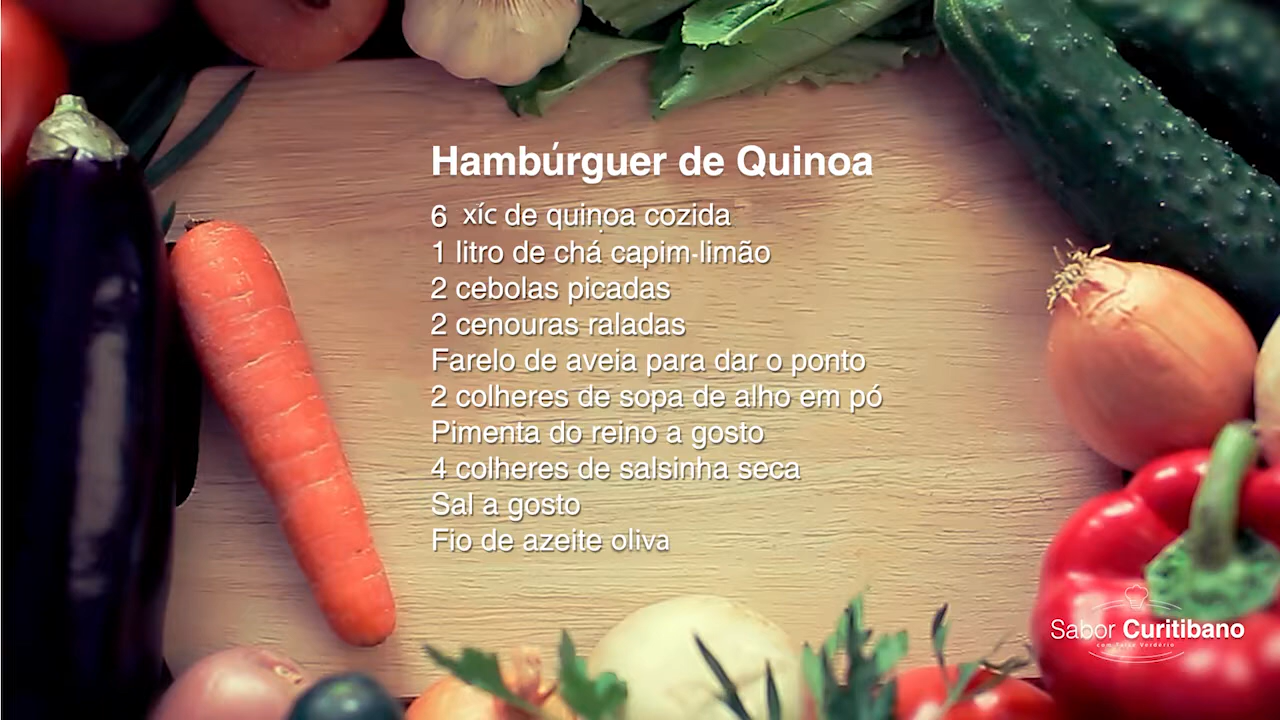 Hambúrguer de Quinoa
6 xíc de quinoa cozida
1 litro de chá capim-limão
2 cebolas picadas
2 cenouras raladas
Farelo de aveia para dar o ponto
2 colheres de sopa de alho em pó
Pimenta do reino a gosto
4 colheres de salsinha seca
Sal a gosto
Fio de azeite oliva
Sabor Curitibano